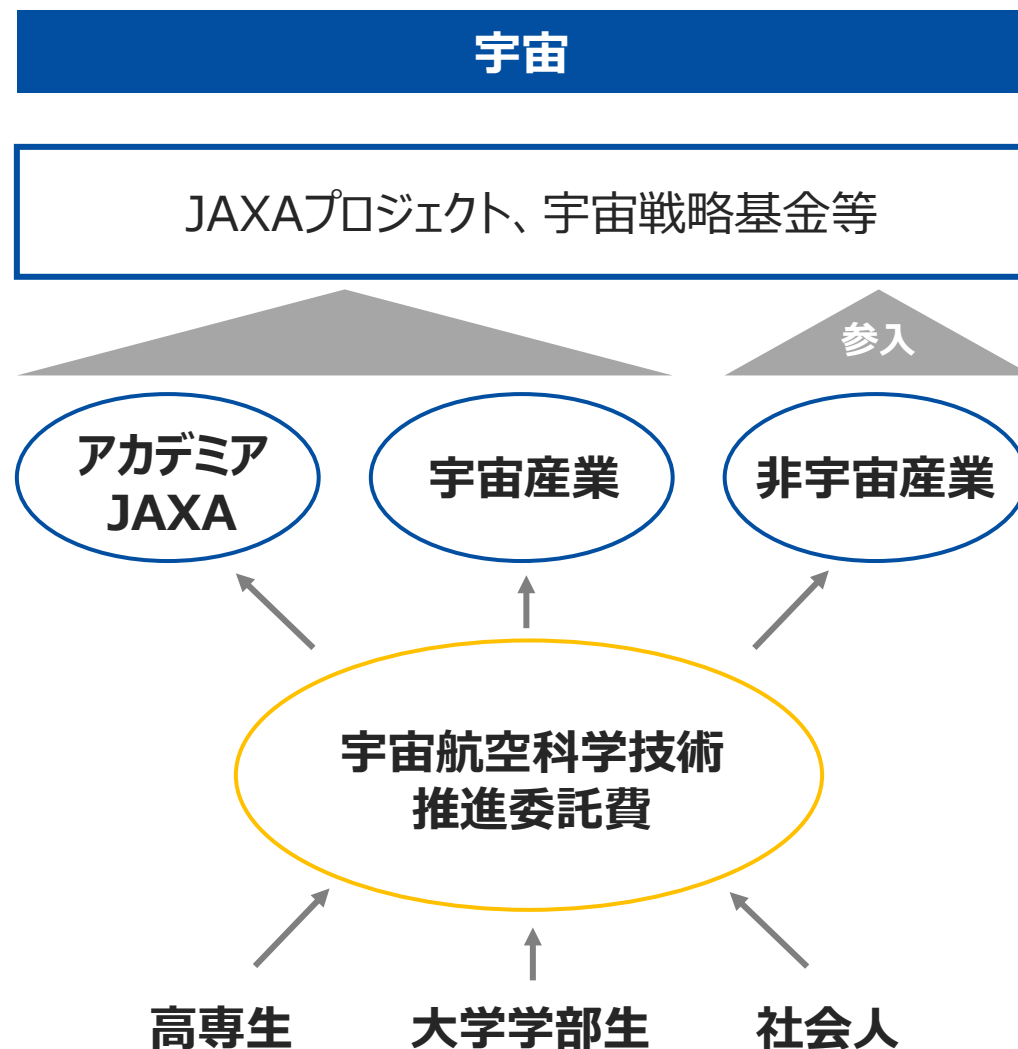 宇宙
JAXAプロジェクト、宇宙戦略基金等
参入
アカデミア
JAXA
宇宙産業
非宇宙産業
宇宙航空科学技術
推進委託費
高専生
大学学部生
社会人